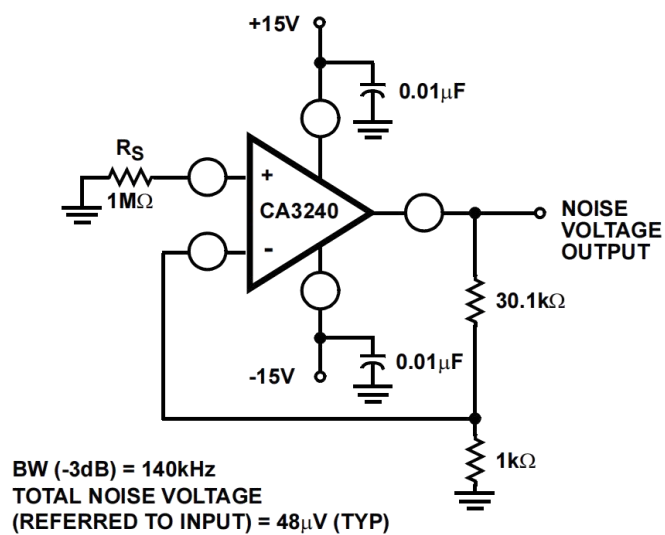 +15V
0.01μF
RS
1MΩ
+
CA3240
-
NOISE
VOLTAGE
OUTPUT
30.1kΩ
0.01μF
-15V
1kΩ
BW (-3dB) = 140kHz
TOTAL NOISE VOLTAGE
(REFERRED TO INPUT) = 48μV (TYP)